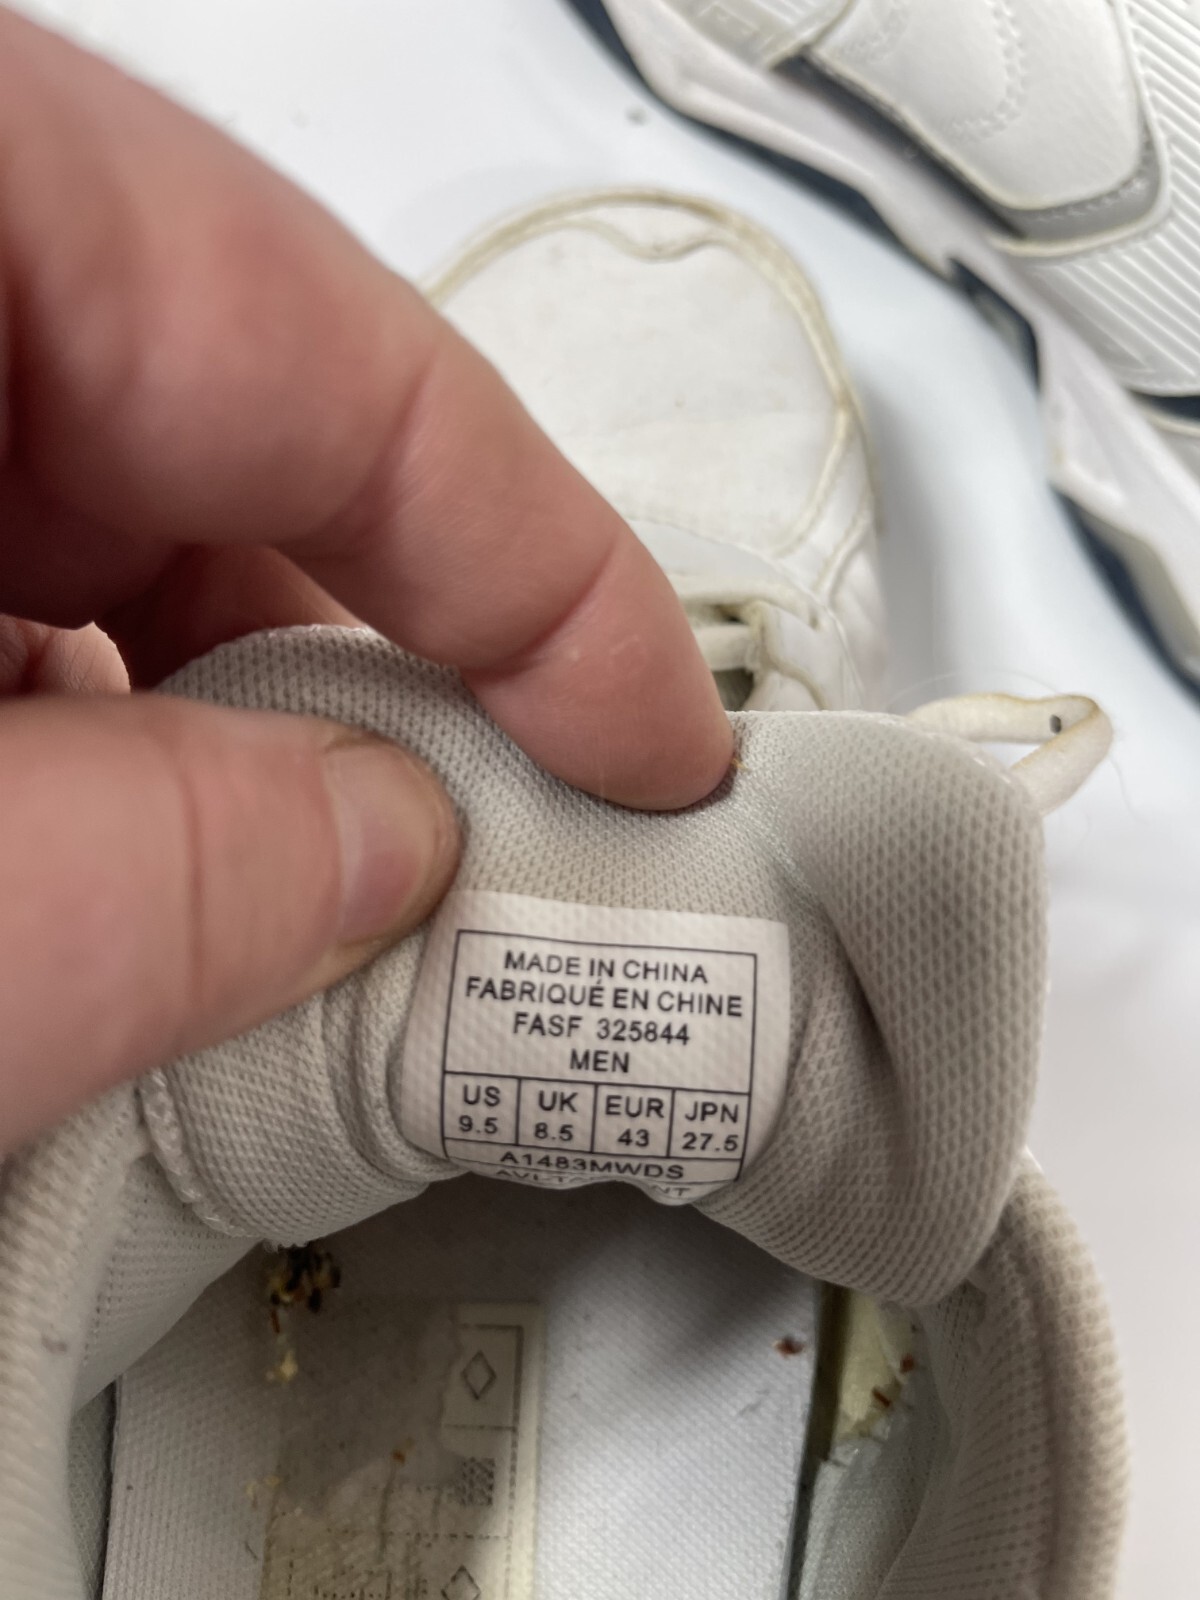 MADE IN CHINA
FABRIQUÉ EN CHINE
FASF 325844
MEN
US UK EUR JPN
9.5 8.5 43 27.5
A1483MWDS